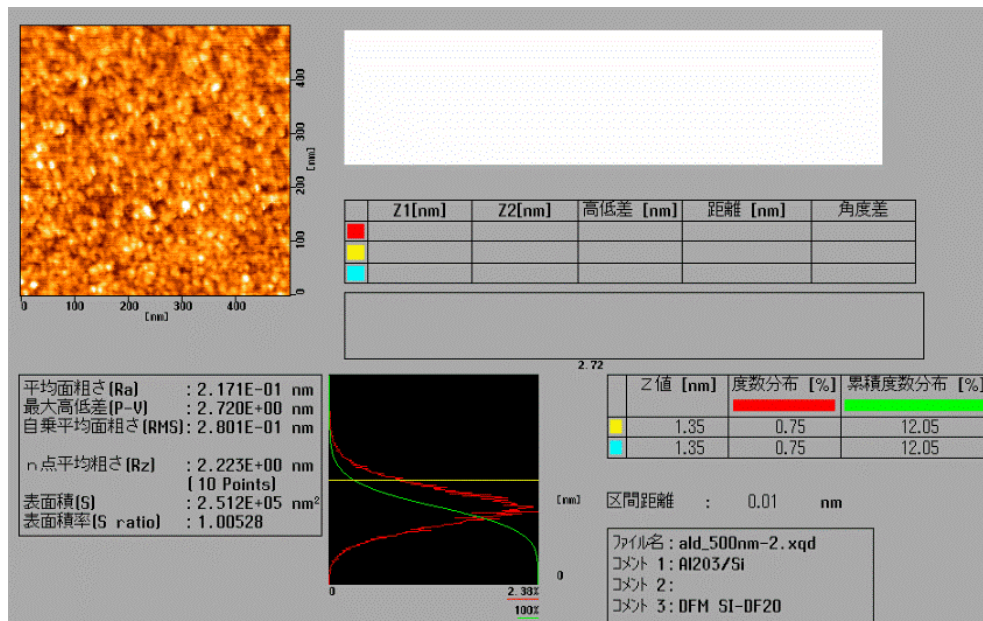 400
300
[nm]
200
100
0
0 100 200 300 400
[nm]
Z1[nm] Z2[nm] 高低差 [nm] 距離 [nm] 角度差
2.72
平均面粗さ(Ra) : 2.171E-01 nm
最大高低差(P-V) : 2.720E+00 nm
自乗平均面粗さ(RMS): 2.801E-01 nm
n点平均粗さ(Rz) : 2.223E+00 nm
(10 Points)
表面積(S) : 2.512E+05 nm²
表面積率(S ratio) : 1.00528
[nm]
0
0 2.38%
100%
Z値 [nm] 度数分布 [%] 累積度数分布 [%]
1.35 0.75 12.05
1.35 0.75 12.05
区間距離 : 0.01 nm
ファイル名 : ald_500nm-2.xqd
コメント 1 : Al2O3/Si
コメント 2 :
コメント 3 : DFM SI-DF20